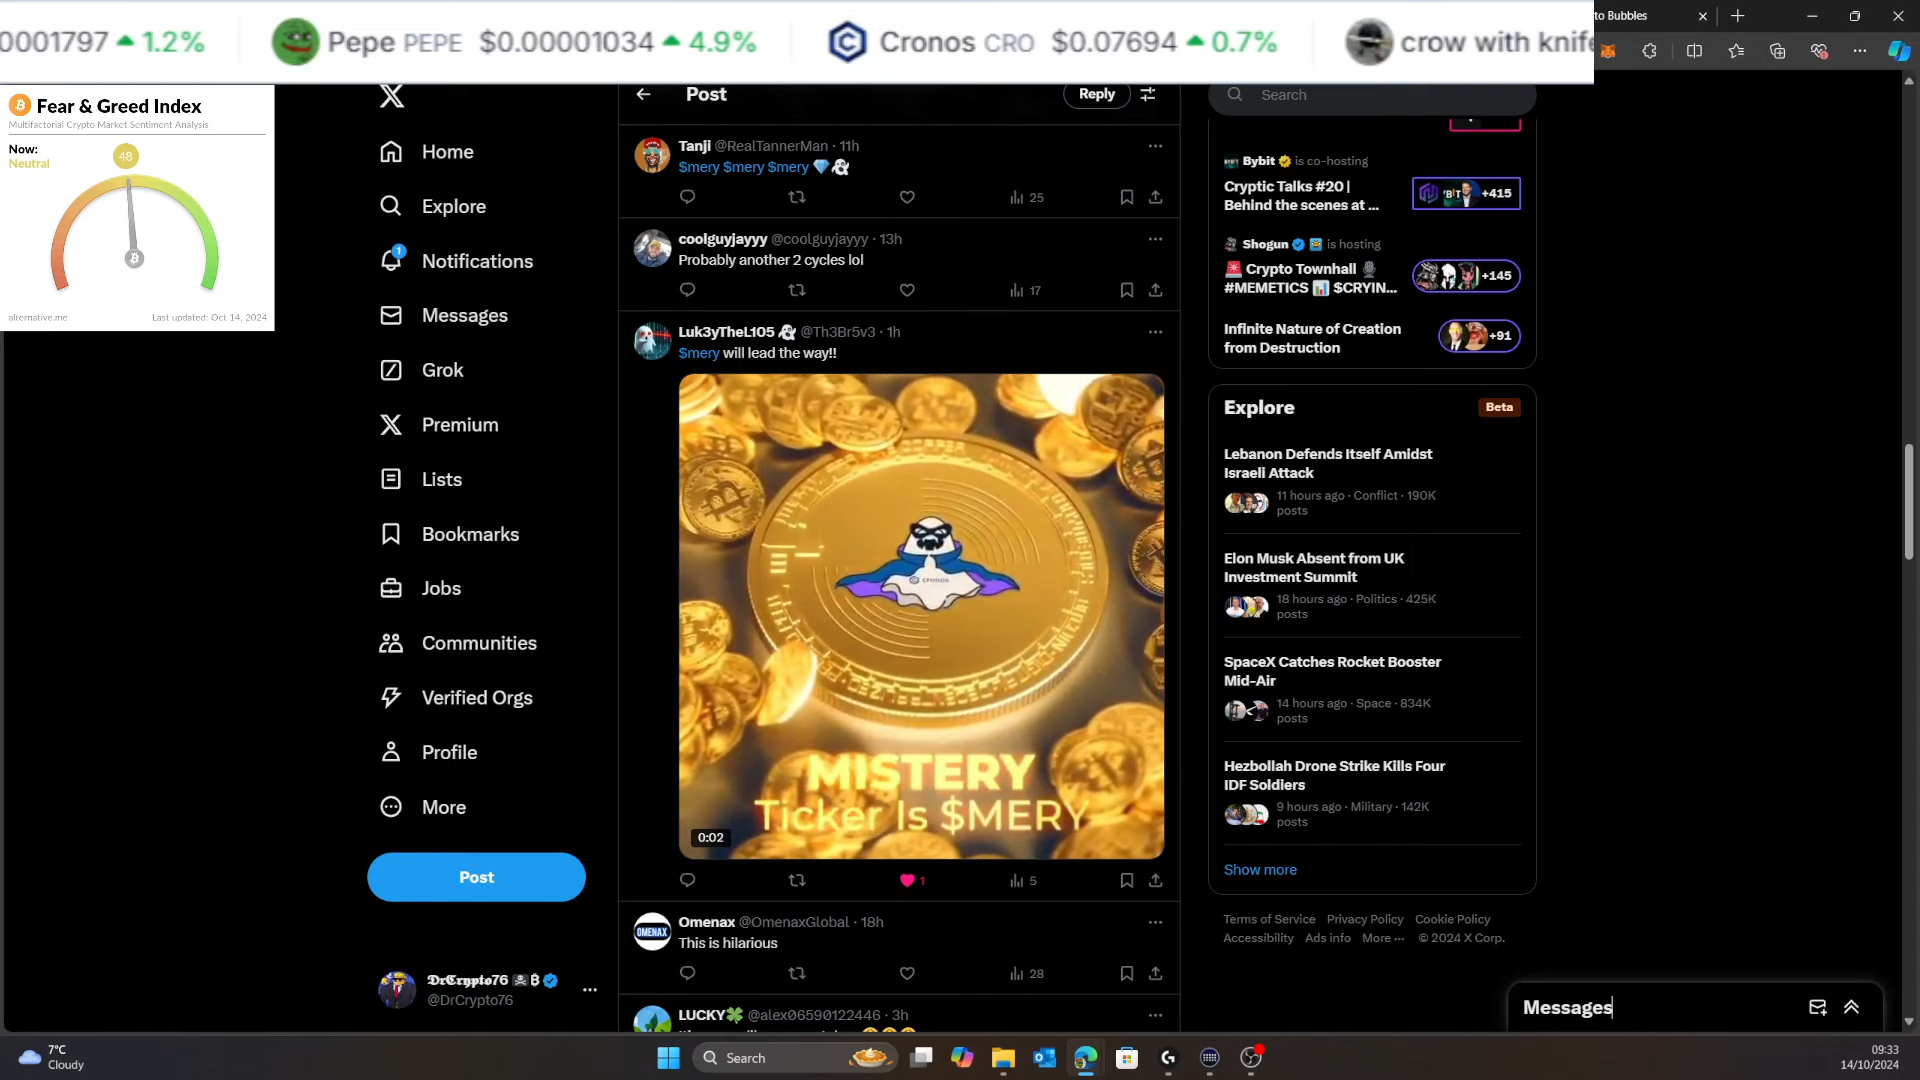 0001797 ▲ 1.2%
Pepe PEPE $0.00001034 ▲ 4.9%
Cronos CRO $0.07694 ▲ 0.7%
crow with knife
to Bubbles
Fear & Greed Index
Multifactorial Crypto Market Sentiment Analysis
Now:
Neutral
48
alternative.me
Last updated: Oct 14, 2024
Home
Explore
1
Notifications
Messages
Grok
Premium
Lists
Bookmarks
Jobs
Communities
Verified Orgs
Profile
More
Post
DrCrypto76
@DrCrypto76
Post
Reply
Tanji @RealTannerMan · 11h
$mery $mery $mery 💎👻
25
coolguyjayyy @coolguyjayyy · 13h
Probably another 2 cycles lol
17
Luk3yTheL105 👻 @Th3Br5v3 · 1h
$mery will lead the way!!
CRONOS
MISTERY
Ticker Is $MERY
0:02
1
5
OMENAX
Omenax @OmenaxGlobal · 18h
This is hilarious
28
LUCKY🍀 @alex06590122446 · 3h
Search
Bybit is co-hosting
Cryptic Talks #20 |
Behind the scenes at ...
+415
Shogun is hosting
🚨 Crypto Townhall 🎙️
#MEMETICS 📊 $CRYIN...
+145
Infinite Nature of Creation
from Destruction
+91
Explore
Beta
Lebanon Defends Itself Amidst
Israeli Attack
11 hours ago · Conflict · 190K
posts
Elon Musk Absent from UK
Investment Summit
18 hours ago · Politics · 425K
posts
SpaceX Catches Rocket Booster
Mid-Air
14 hours ago · Space · 834K
posts
Hezbollah Drone Strike Kills Four
IDF Soldiers
9 hours ago · Military · 142K
posts
Show more
Terms of Service Privacy Policy Cookie Policy
Accessibility Ads info More ··· © 2024 X Corp.
Messages
7°C
Cloudy
Search
09:33
14/10/2024